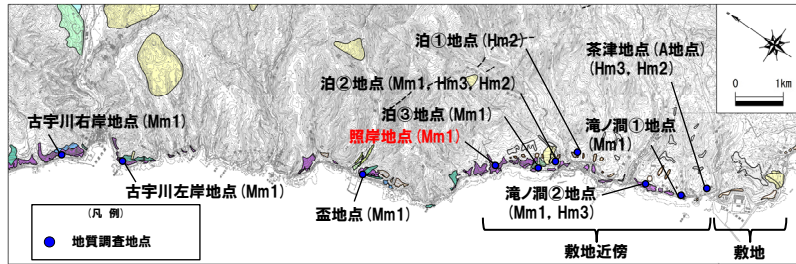 泊①地点(Hm2)
茶津地点(A地点)
(Hm3, Hm2)
0 1km
泊②地点(Mm1, Hm3, Hm2)
泊③地点(Mm1)
照岸地点(Mm1)
滝ノ澗①地点
(Mm1)
古宇川右岸地点(Mm1)
古宇川左岸地点(Mm1)
盃地点(Mm1)
滝ノ澗②地点
(Mm1, Hm3)
(凡 例)
地質調査地点
敷地近傍
敷地